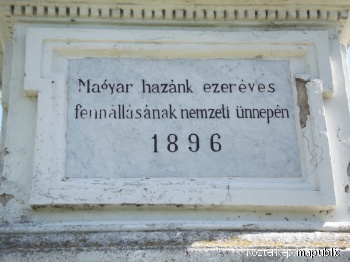 Magyar hazánk ezeréves
fennállásának nemzeti ünnepén
1896